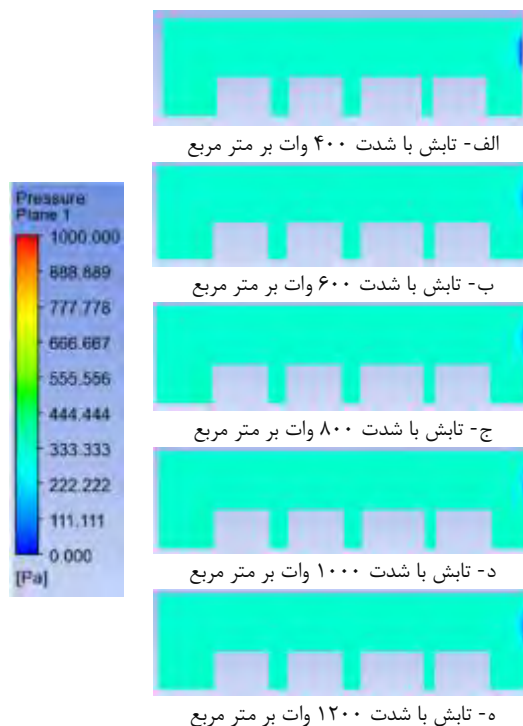 الف- تابش با شدت ۴۰۰ وات بر متر مربع
ب- تابش با شدت ۶۰۰ وات بر متر مربع
Pressure
Plane 1
1000.000
888.889
777.778
666.667
555.556
444.444
333.333
222.222
111.111
0.000
[Pa]
ج- تابش با شدت ۸۰۰ وات بر متر مربع
د- تابش با شدت ۱۰۰۰ وات بر متر مربع
ه- تابش با شدت ۱۲۰۰ وات بر متر مربع